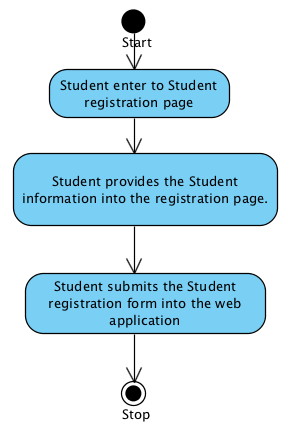 Start
Student enter to Student
registration page
Student provides the Student
information into the registration page.
Student submits the Student
registration form into the web
application
Stop